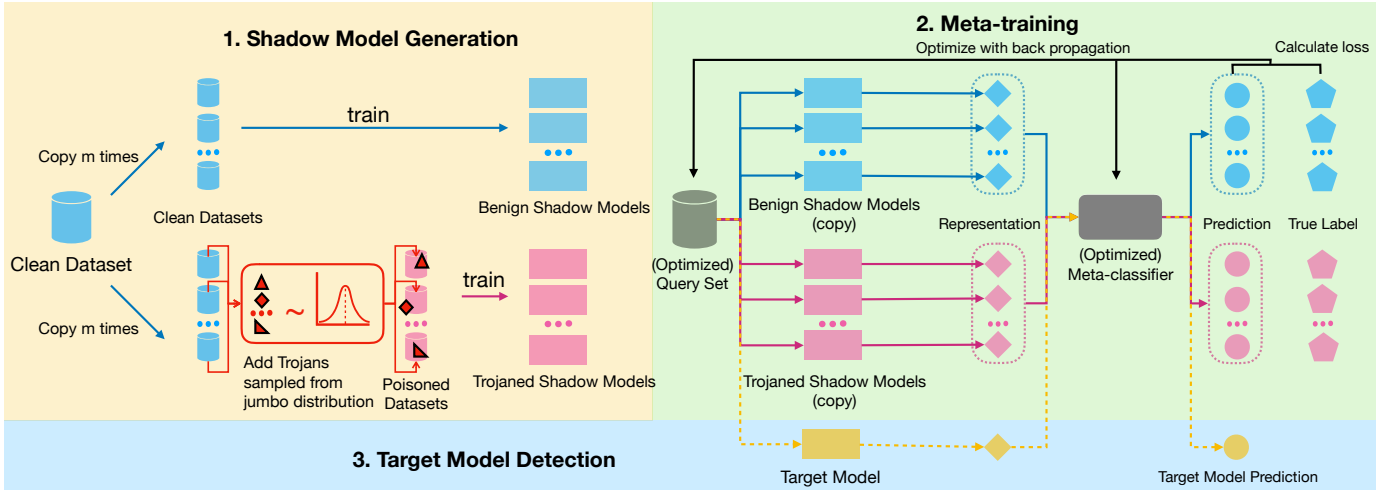 1. Shadow Model Generation
Copy m times
Clean Datasets
train
Benign Shadow Models
Clean Dataset
Copy m times
~
Add Trojans
sampled from
jumbo distribution
Poisoned
Datasets
train
Trojaned Shadow Models
2. Meta-training
Optimize with back propagation
Calculate loss
(Optimized)
Query Set
Benign Shadow Models
(copy)
Representation
(Optimized)
Meta-classifier
Prediction
True Label
Trojaned Shadow Models
(copy)
3. Target Model Detection
Target Model
Target Model Prediction